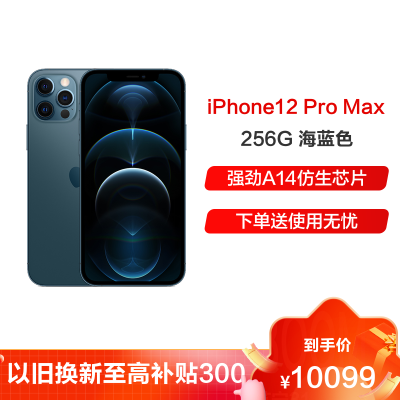 iPhone12 Pro Max
256G 海蓝色
强劲A14仿生芯片
下单送使用无忧
到手价
以旧换新至高补贴300
¥10099